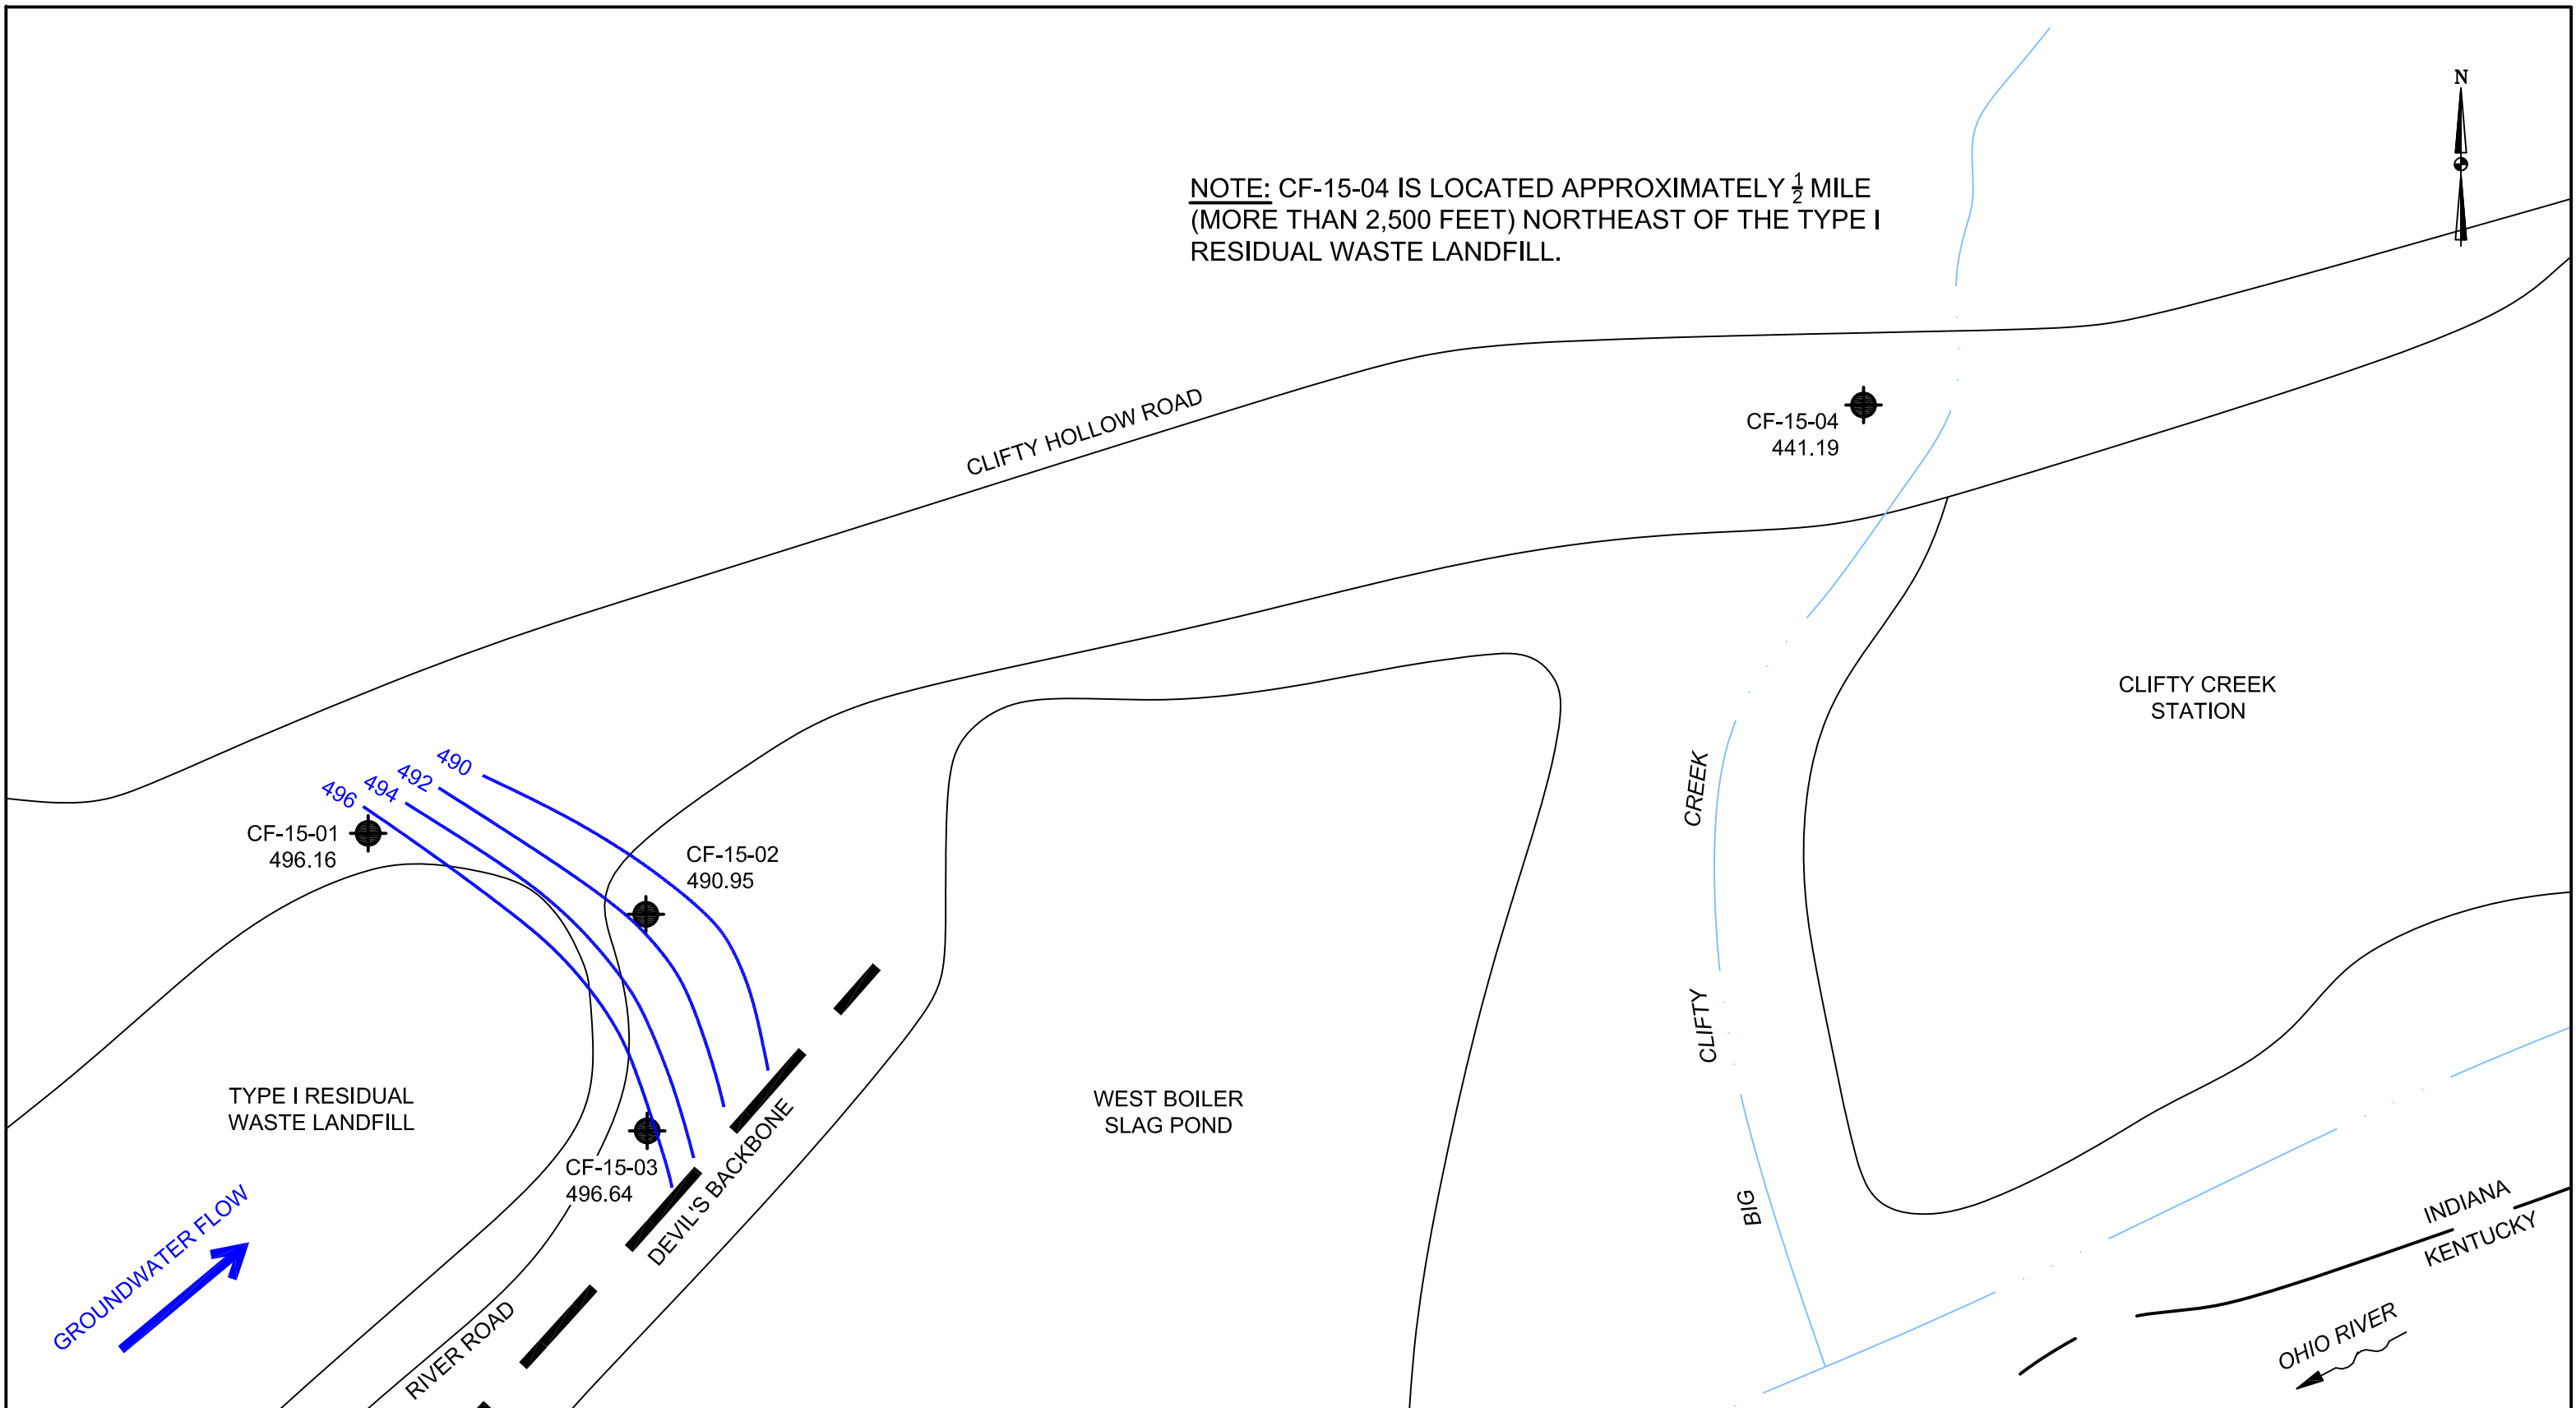 N
NOTE: CF-15-04 IS LOCATED APPROXIMATELY 1/2 MILE
(MORE THAN 2,500 FEET) NORTHEAST OF THE TYPE I
RESIDUAL WASTE LANDFILL.
CLIFTY HOLLOW ROAD
CF-15-04
441.19
CLIFTY CREEK
STATION
490
492
494
496
CF-15-01
496.16
CF-15-02
490.95
TYPE I RESIDUAL
WASTE LANDFILL
WEST BOILER
SLAG POND
CF-15-03
496.64
DEVIL'S BACKBONE
GROUNDWATER FLOW
RIVER ROAD
BIG CLIFTY CREEK
INDIANA
KENTUCKY
OHIO RIVER